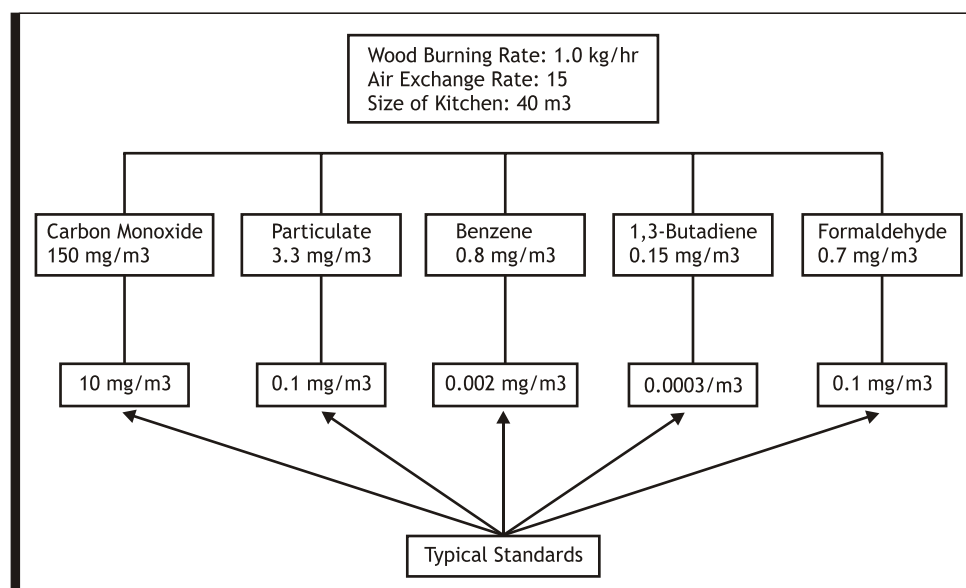 Wood Burning Rate: 1.0 kg/hr
Air Exchange Rate: 15
Size of Kitchen: 40 m3
Carbon Monoxide
150 mg/m3
Particulate
3.3 mg/m3
Benzene
0.8 mg/m3
1,3-Butadiene
0.15 mg/m3
Formaldehyde
0.7 mg/m3
10 mg/m3
0.1 mg/m3
0.002 mg/m3
0.0003/m3
0.1 mg/m3
Typical Standards